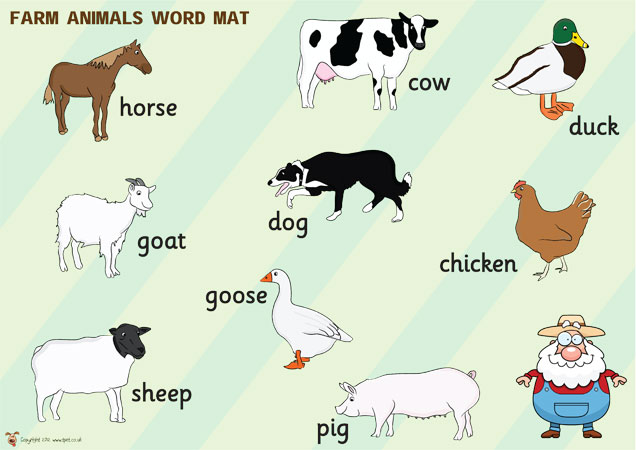 FARM ANIMALS WORD MAT
horse
cow
duck
goat
dog
chicken
goose
sheep
pig
Copyright 2012 www.tpet.co.uk